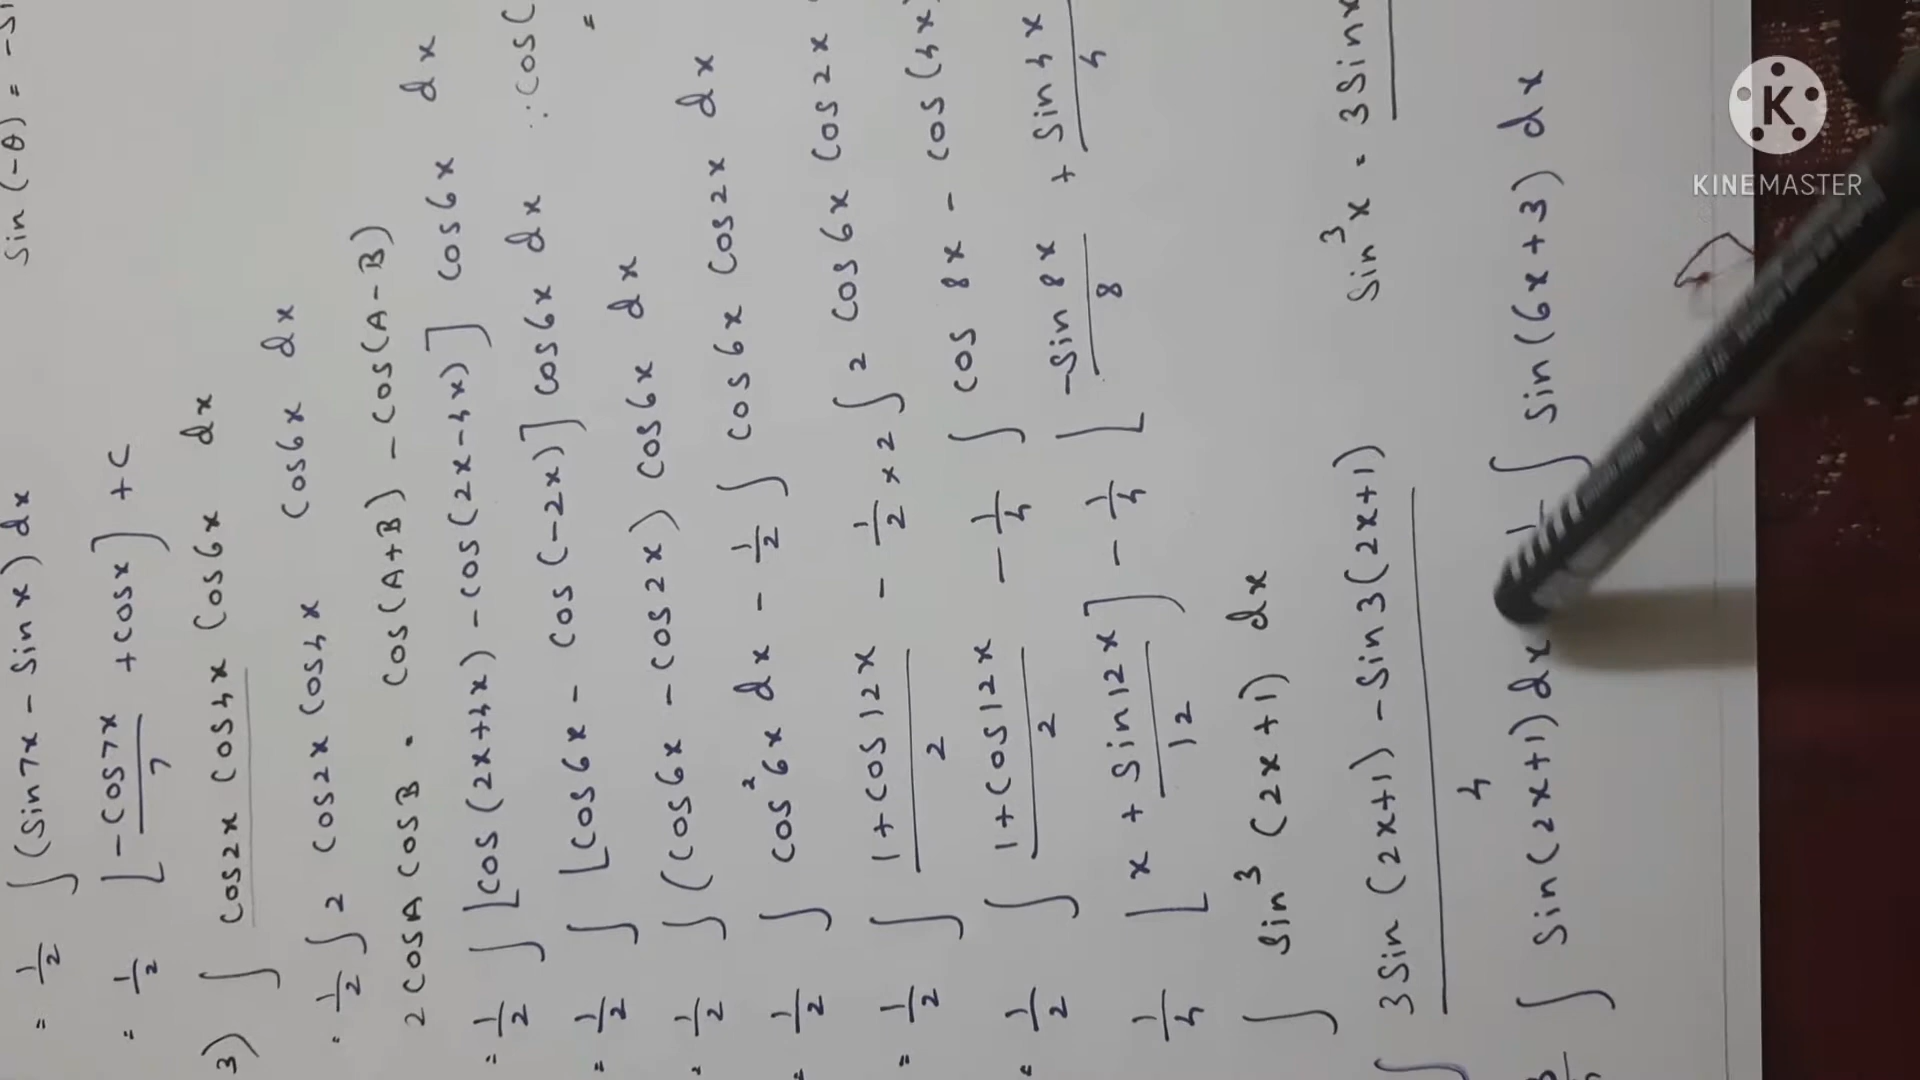 sin(-θ) = -s
= 1/2 ∫ (sin7x - sinx) dx
= 1/2 [ -cos7x/7 + cosx ] + c
3) ∫ cos2x cos4x cos6x dx
= 1/2 ∫ 2 cos2x cos4x cos6x dx
2 cosA cosB = cos(A+B) - cos(A-B)
= 1/2 ∫ [cos(2x+4x) - cos(2x-4x)] cos6x dx
= 1/2 ∫ [cos6x - cos(-2x)] cos6x dx ∵ cos(
=
= 1/2 ∫ (cos6x - cos2x) cos6x dx
= 1/2 ∫ cos²6x dx - 1/2 ∫ cos6x cos2x dx
= 1/2 ∫ 1+cos12x/2 - 1/2×2 ∫ 2 cos6x cos2x
= 1/2 ∫ 1+cos12x/2 - 1/4 ∫ cos 8x - cos(4x)
1/4 [ x + sin12x/12 ] - 1/4 [ -sin8x/8 + sin4x/4
∫ sin³(2x+1) dx
∫ 3sin(2x+1) - sin3(2x+1)/4 sin³x = 3sinx
∫ sin(2x+1)dx ∫ sin(6x+3) dx
K
KINEMASTER